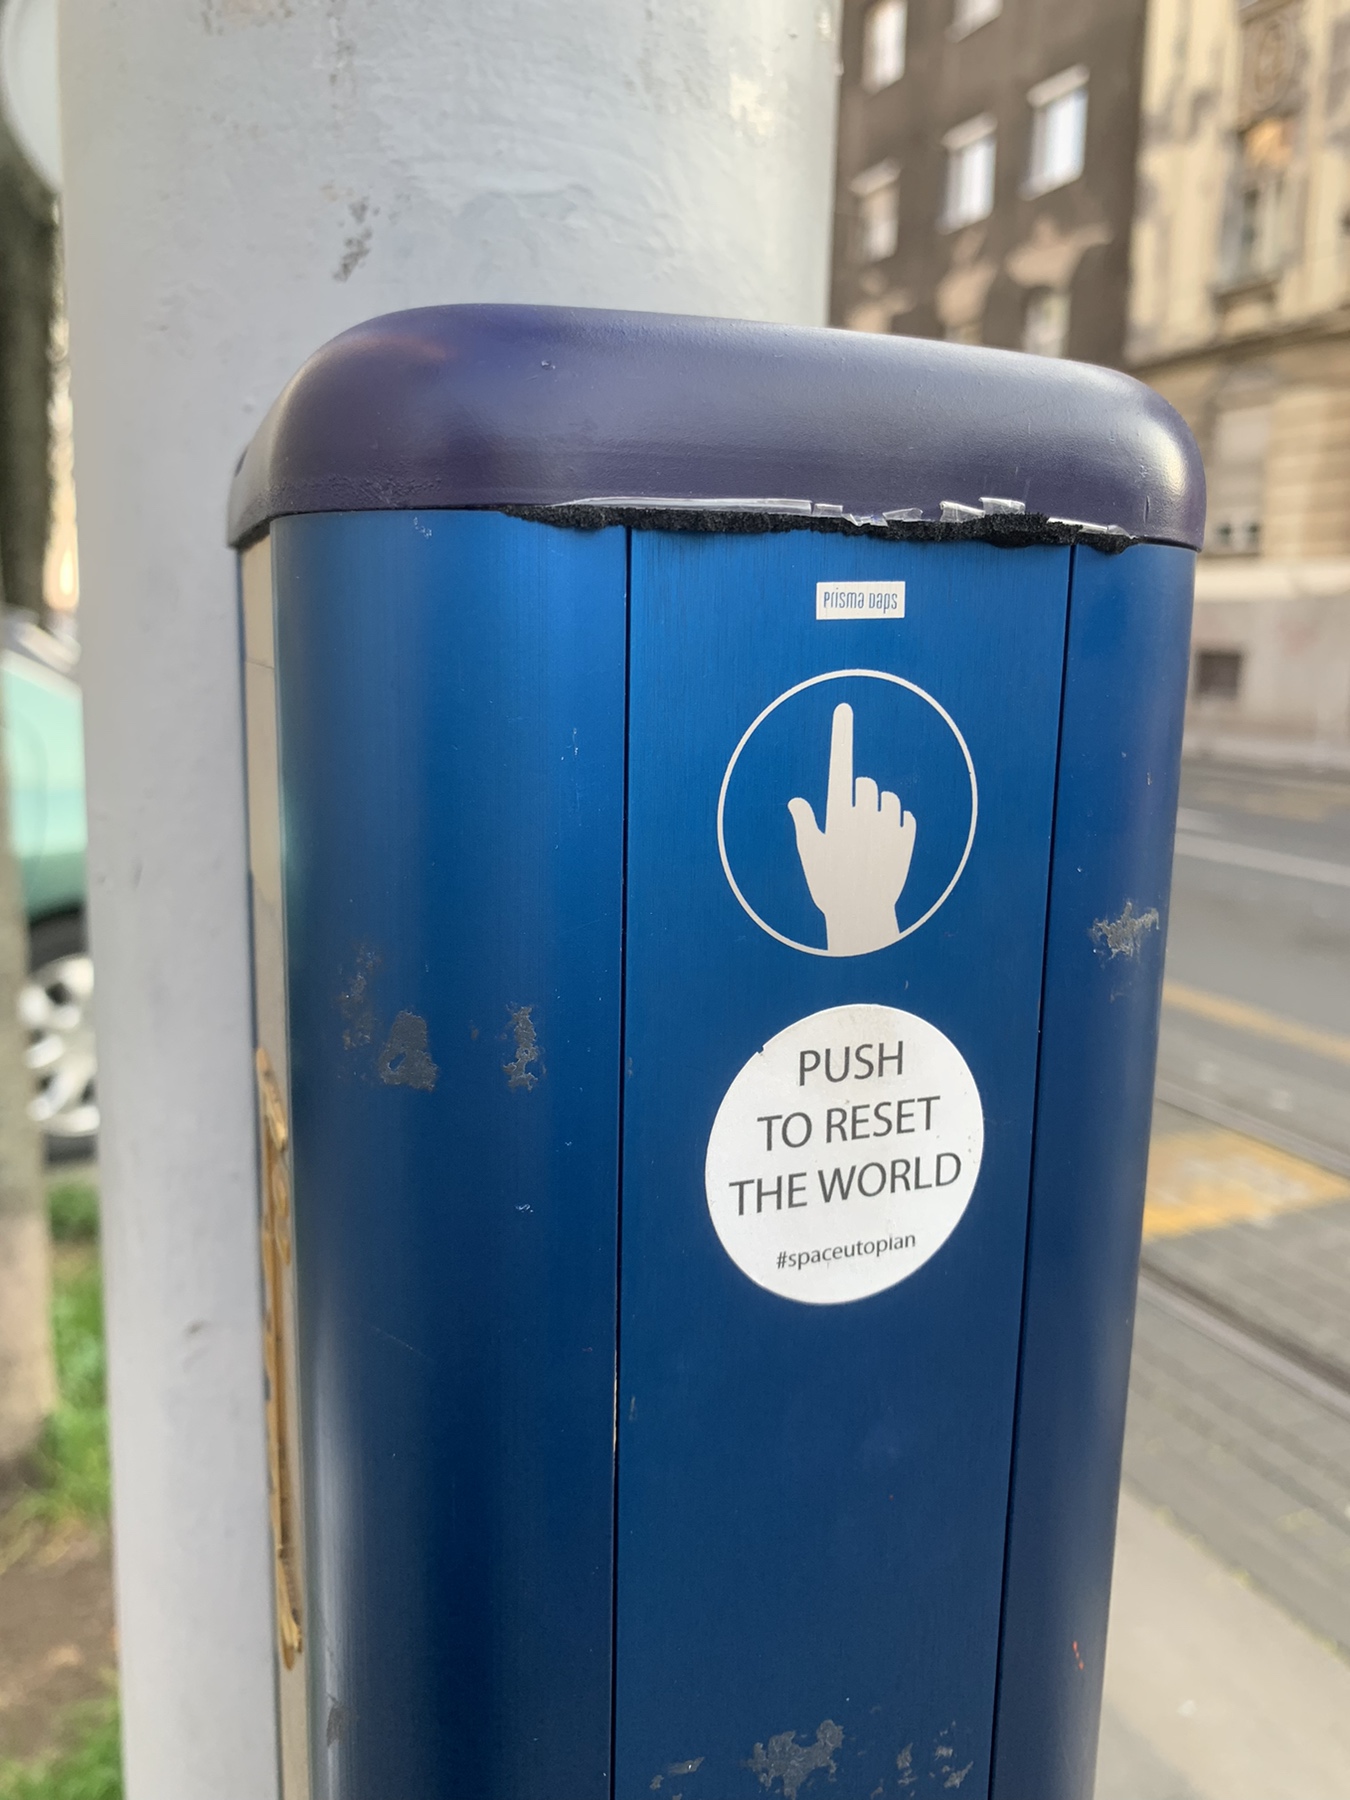 Prisma Daps
PUSH
TO RESET
THE WORLD
#spaceutopian